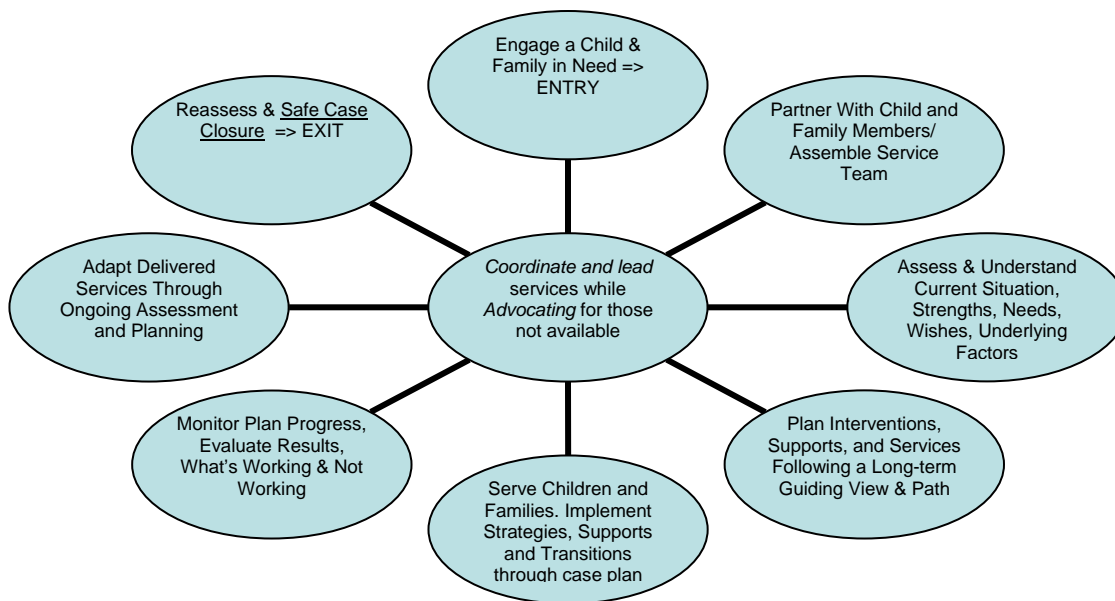 Engage a Child &
Family in Need =>
ENTRY
Partner With Child and
Family Members/
Assemble Service
Team
Assess & Understand
Current Situation,
Strengths, Needs,
Wishes, Underlying
Factors
Plan Interventions,
Supports, and Services
Following a Long-term
Guiding View & Path
Serve Children and
Families. Implement
Strategies, Supports
and Transitions
through case plan
Monitor Plan Progress,
Evaluate Results,
What's Working & Not
Working
Adapt Delivered
Services Through
Ongoing Assessment
and Planning
Reassess & Safe Case
Closure => EXIT
Coordinate and lead
services while
Advocating for those
not available